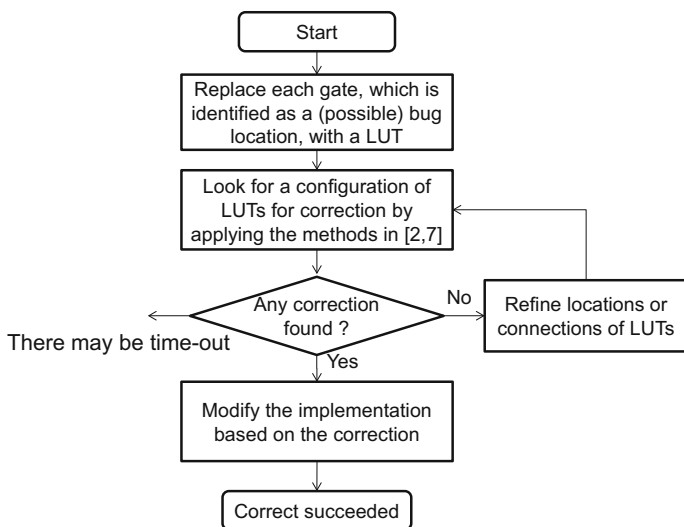 Start
Replace each gate, which is
identified as a (possible) bug
location, with a LUT
Look for a configuration of
LUTs for correction by
applying the methods in [2,7]
Any correction
found ?
No
Refine locations or
connections of LUTs
There may be time-out
Yes
Modify the implementation
based on the correction
Correct succeeded